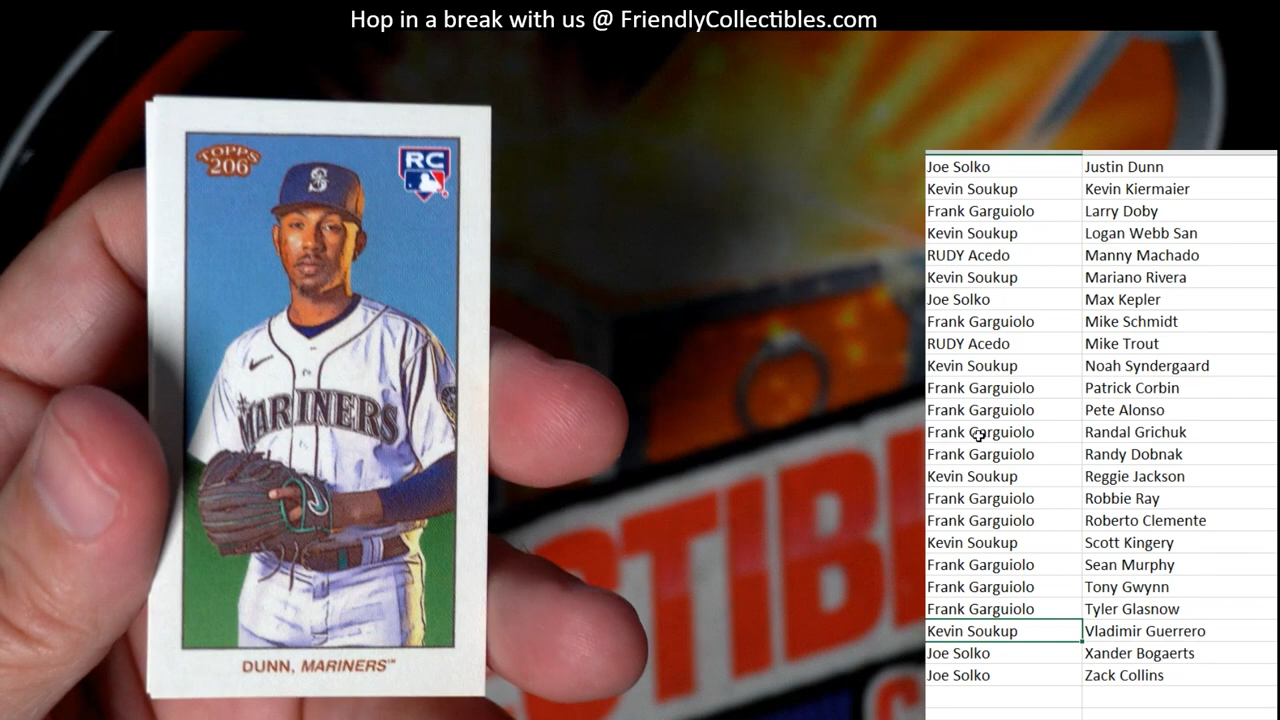 Hop in a break with us @ FriendlyCollectibles.com
TOPPS
206
RC
S
MARINERS
DUNN, MARINERS™
CTIBL
C
Joe Solko Justin Dunn
Kevin Soukup Kevin Kiermaier
Frank Garguiolo Larry Doby
Kevin Soukup Logan Webb San
RUDY Acedo Manny Machado
Kevin Soukup Mariano Rivera
Joe Solko Max Kepler
Frank Garguiolo Mike Schmidt
RUDY Acedo Mike Trout
Kevin Soukup Noah Syndergaard
Frank Garguiolo Patrick Corbin
Frank Garguiolo Pete Alonso
Frank Garguiolo Randal Grichuk
Frank Garguiolo Randy Dobnak
Kevin Soukup Reggie Jackson
Frank Garguiolo Robbie Ray
Frank Garguiolo Roberto Clemente
Kevin Soukup Scott Kingery
Frank Garguiolo Sean Murphy
Frank Garguiolo Tony Gwynn
Frank Garguiolo Tyler Glasnow
Kevin Soukup Vladimir Guerrero
Joe Solko Xander Bogaerts
Joe Solko Zack Collins